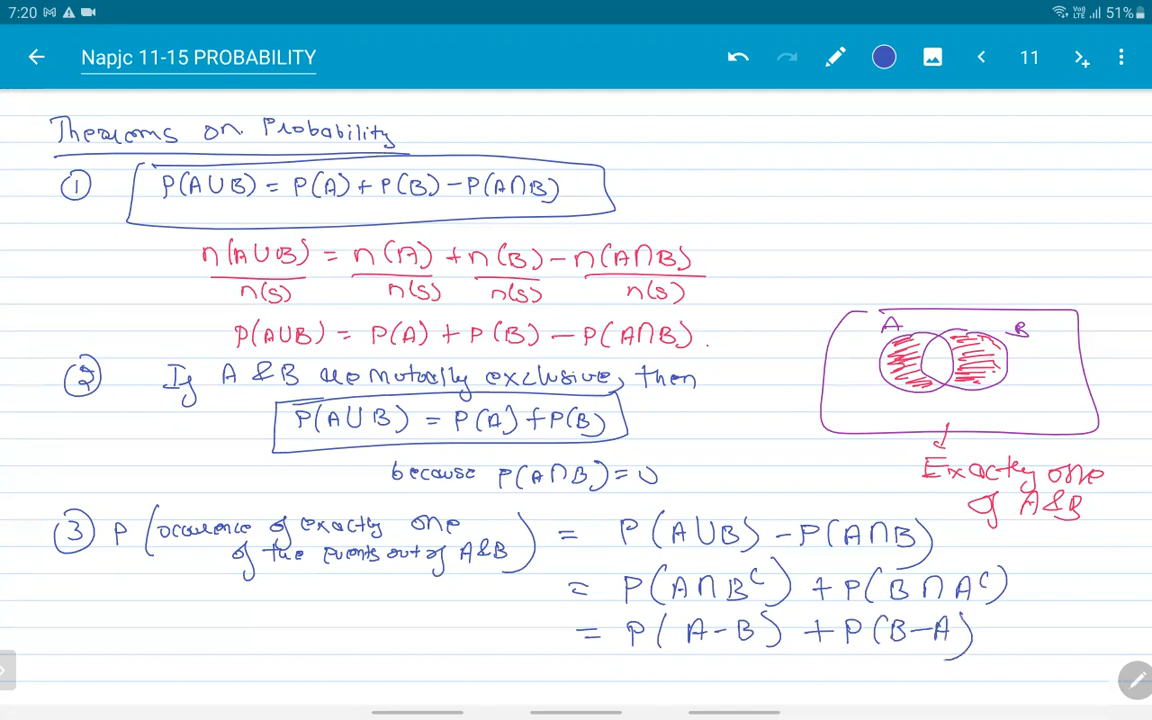 7:20 51%
Napjc 11-15 PROBABILITY 11
Theorems on Probability
① P(A∪B) = P(A) + P(B) - P(A∩B)
n(A∪B)/n(s) = n(A)/n(s) + n(B)/n(s) - n(A∩B)/n(s)
P(A∪B) = P(A) + P(B) - P(A∩B).
A B
② If A & B are mutually exclusive, then
P(A∪B) = P(A) + P(B)
because P(A∩B) = 0
Exactly one
of A&B
③ P (occurence of exactly one
of the events out of A&B) = P(A∪B) - P(A∩B)
= P(A∩B^c) + P(B∩A^c)
= P(A-B) + P(B-A)